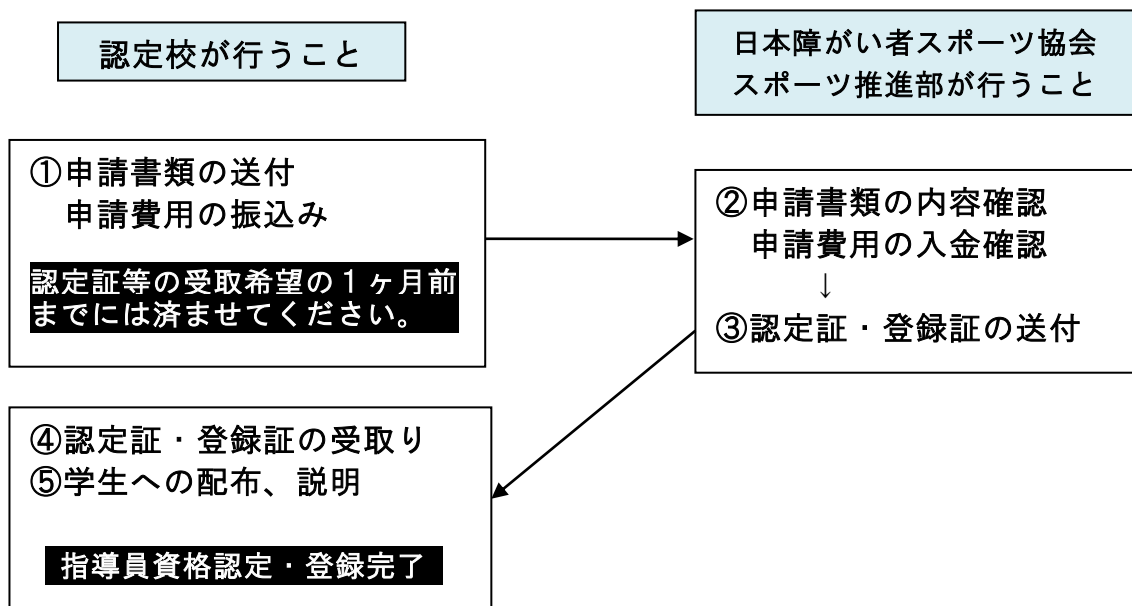 認定校が行うこと
日本障がい者スポーツ協会
スポーツ推進部が行うこと
①申請書類の送付
申請費用の振込み
認定証等の受取希望の１ヶ月前
までには済ませてください。
②申請書類の内容確認
申請費用の入金確認
↓
③認定証・登録証の送付
④認定証・登録証の受取り
⑤学生への配布、説明
指導員資格認定・登録完了